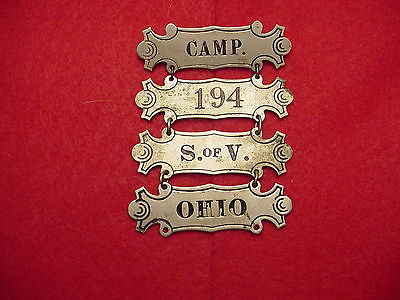 CAMP.
194
S. OF V.
OHIO